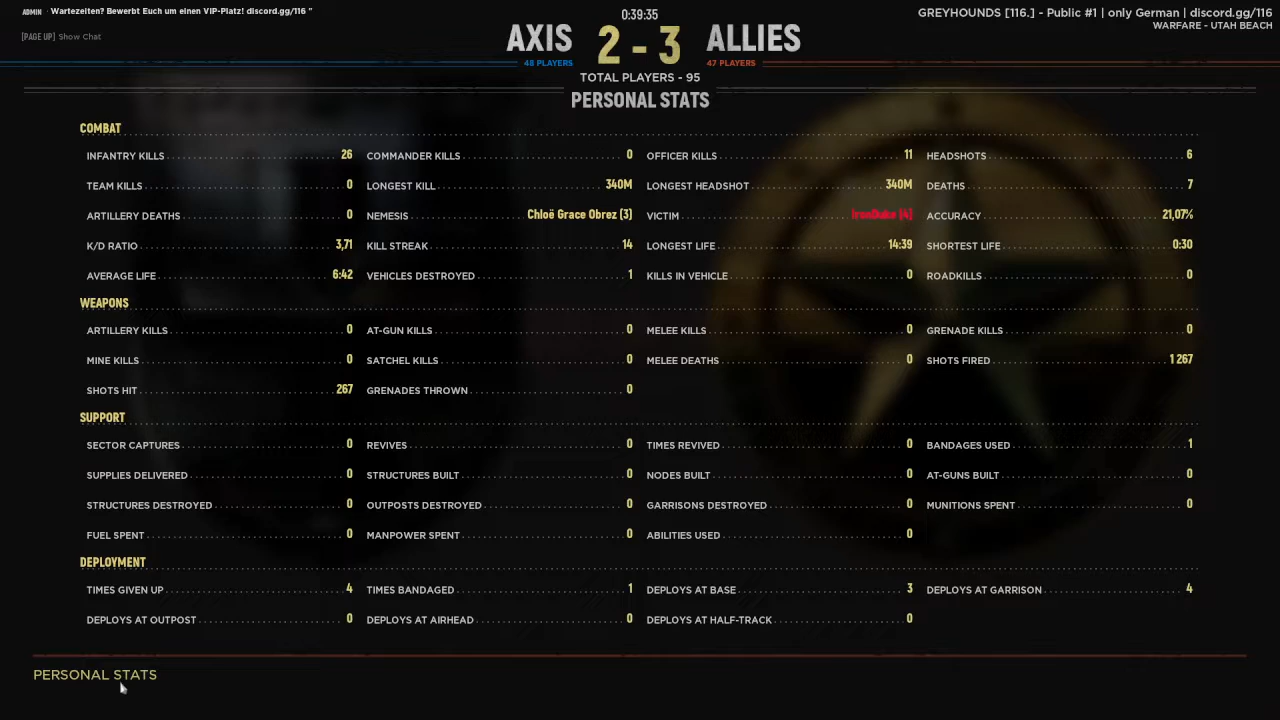 ADMIN · Wartezeiten? Bewerbt Euch um einen VIP-Platz! discord.gg/116 "
0:39:35
GREYHOUNDS [116.] - Public #1 | only German | discord.gg/116
WARFARE - UTAH BEACH
[PAGE UP] Show Chat
AXIS 2 - 3 ALLIES
48 PLAYERS 47 PLAYERS
TOTAL PLAYERS - 95
PERSONAL STATS
COMBAT
INFANTRY KILLS 26 COMMANDER KILLS 0 OFFICER KILLS 11 HEADSHOTS 6
TEAM KILLS 0 LONGEST KILL 340M LONGEST HEADSHOT 340M DEATHS 7
ARTILLERY DEATHS 0 NEMESIS Chloë Grace Obrez (3) VICTIM IronDuke (4) ACCURACY 21,07%
K/D RATIO 3,71 KILL STREAK 14 LONGEST LIFE 14:39 SHORTEST LIFE 0:30
AVERAGE LIFE 6:42 VEHICLES DESTROYED 1 KILLS IN VEHICLE 0 ROADKILLS 0
WEAPONS
ARTILLERY KILLS 0 AT-GUN KILLS 0 MELEE KILLS 0 GRENADE KILLS 0
MINE KILLS 0 SATCHEL KILLS 0 MELEE DEATHS 0 SHOTS FIRED 1 267
SHOTS HIT 267 GRENADES THROWN 0
SUPPORT
SECTOR CAPTURES 0 REVIVES 0 TIMES REVIVED 0 BANDAGES USED 1
SUPPLIES DELIVERED 0 STRUCTURES BUILT 0 NODES BUILT 0 AT-GUNS BUILT 0
STRUCTURES DESTROYED 0 OUTPOSTS DESTROYED 0 GARRISONS DESTROYED 0 MUNITIONS SPENT 0
FUEL SPENT 0 MANPOWER SPENT 0 ABILITIES USED 0
DEPLOYMENT
TIMES GIVEN UP 4 TIMES BANDAGED 1 DEPLOYS AT BASE 3 DEPLOYS AT GARRISON 4
DEPLOYS AT OUTPOST 0 DEPLOYS AT AIRHEAD 0 DEPLOYS AT HALF-TRACK 0
PERSONAL STATS